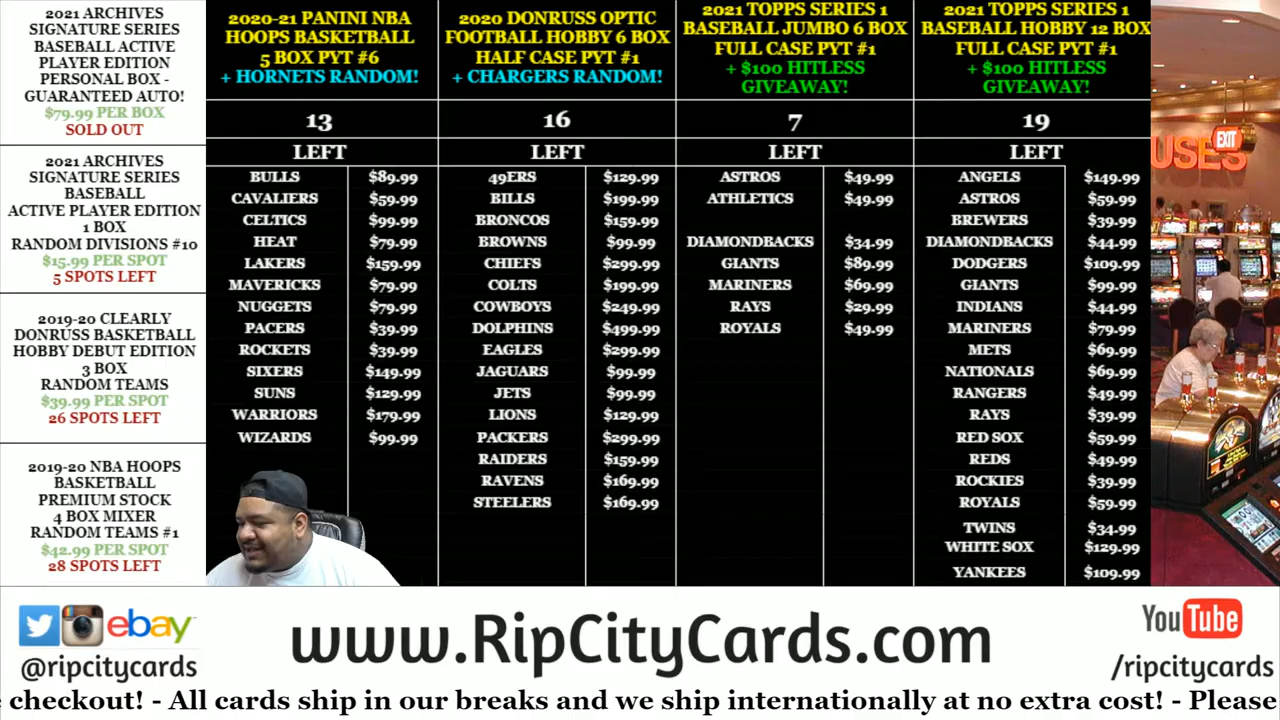 2021 ARCHIVES
SIGNATURE SERIES
BASEBALL ACTIVE
PLAYER EDITION
PERSONAL BOX -
GUARANTEED AUTO!
$79.99 PER BOX
SOLD OUT
2021 ARCHIVES
SIGNATURE SERIES
BASEBALL
ACTIVE PLAYER EDITION
1 BOX
RANDOM DIVISIONS #10
$15.99 PER SPOT
5 SPOTS LEFT
2019-20 CLEARLY
DONRUSS BASKETBALL
HOBBY DEBUT EDITION
3 BOX
RANDOM TEAMS
$39.99 PER SPOT
26 SPOTS LEFT
2019-20 NBA HOOPS
BASKETBALL
PREMIUM STOCK
4 BOX MIXER
RANDOM TEAMS #1
$42.99 PER SPOT
28 SPOTS LEFT
2020-21 PANINI NBA
HOOPS BASKETBALL
5 BOX PYT #6
+ HORNETS RANDOM!
13
LEFT
BULLS $89.99
CAVALIERS $59.99
CELTICS $99.99
HEAT $79.99
LAKERS $159.99
MAVERICKS $79.99
NUGGETS $79.99
PACERS $39.99
ROCKETS $39.99
SIXERS $149.99
SUNS $129.99
WARRIORS $179.99
WIZARDS $99.99
2020 DONRUSS OPTIC
FOOTBALL HOBBY 6 BOX
HALF CASE PYT #1
+ CHARGERS RANDOM!
16
LEFT
49ERS $129.99
BILLS $199.99
BRONCOS $159.99
BROWNS $99.99
CHIEFS $299.99
COLTS $199.99
COWBOYS $249.99
DOLPHINS $499.99
EAGLES $299.99
JAGUARS $99.99
JETS $99.99
LIONS $129.99
PACKERS $299.99
RAIDERS $159.99
RAVENS $169.99
STEELERS $169.99
2021 TOPPS SERIES 1
BASEBALL JUMBO 6 BOX
FULL CASE PYT #1
+ $100 HITLESS
GIVEAWAY!
7
LEFT
ASTROS $49.99
ATHLETICS $49.99
DIAMONDBACKS $34.99
GIANTS $89.99
MARINERS $69.99
RAYS $29.99
ROYALS $49.99
2021 TOPPS SERIES 1
BASEBALL HOBBY 12 BOX
FULL CASE PYT #1
+ $100 HITLESS
GIVEAWAY!
19
LEFT
ANGELS $149.99
ASTROS $59.99
BREWERS $39.99
DIAMONDBACKS $44.99
DODGERS $109.99
GIANTS $99.99
INDIANS $44.99
MARINERS $79.99
METS $69.99
NATIONALS $69.99
RANGERS $49.99
RAYS $39.99
RED SOX $59.99
REDS $49.99
ROCKIES $39.99
ROYALS $59.99
TWINS $34.99
WHITE SOX $129.99
YANKEES $109.99
USES
EXIT
ebay
@ripcitycards
www.RipCityCards.com
YouTube
/ripcitycards
checkout! - All cards ship in our breaks and we ship internationally at no extra cost! - Please